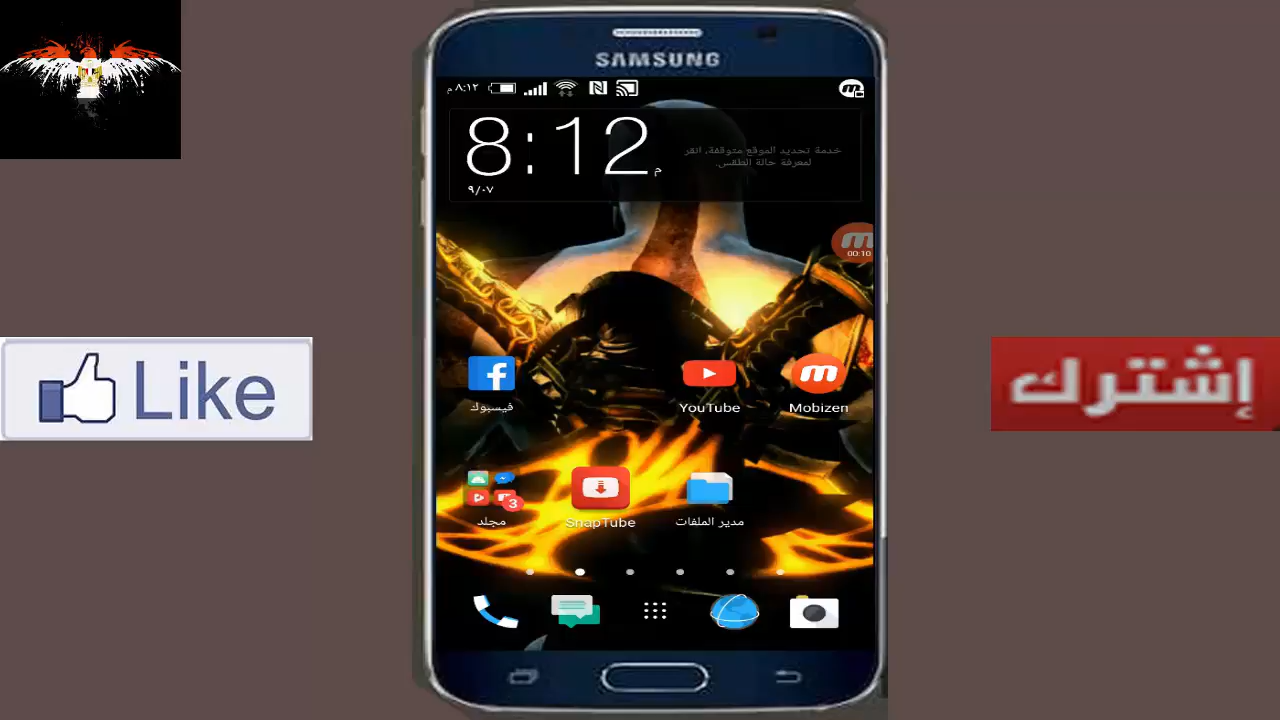 SAMSUNG
٨:١٢ م
8:12 م
٩/٠٧
خدمة تحديد الموقع متوقفة، انقر
لمعرفة حالة الطقس.
00:10
Like
إشترك
فيسبوك
YouTube
Mobizen
3
مجلد
SnapTube
مدير الملفات